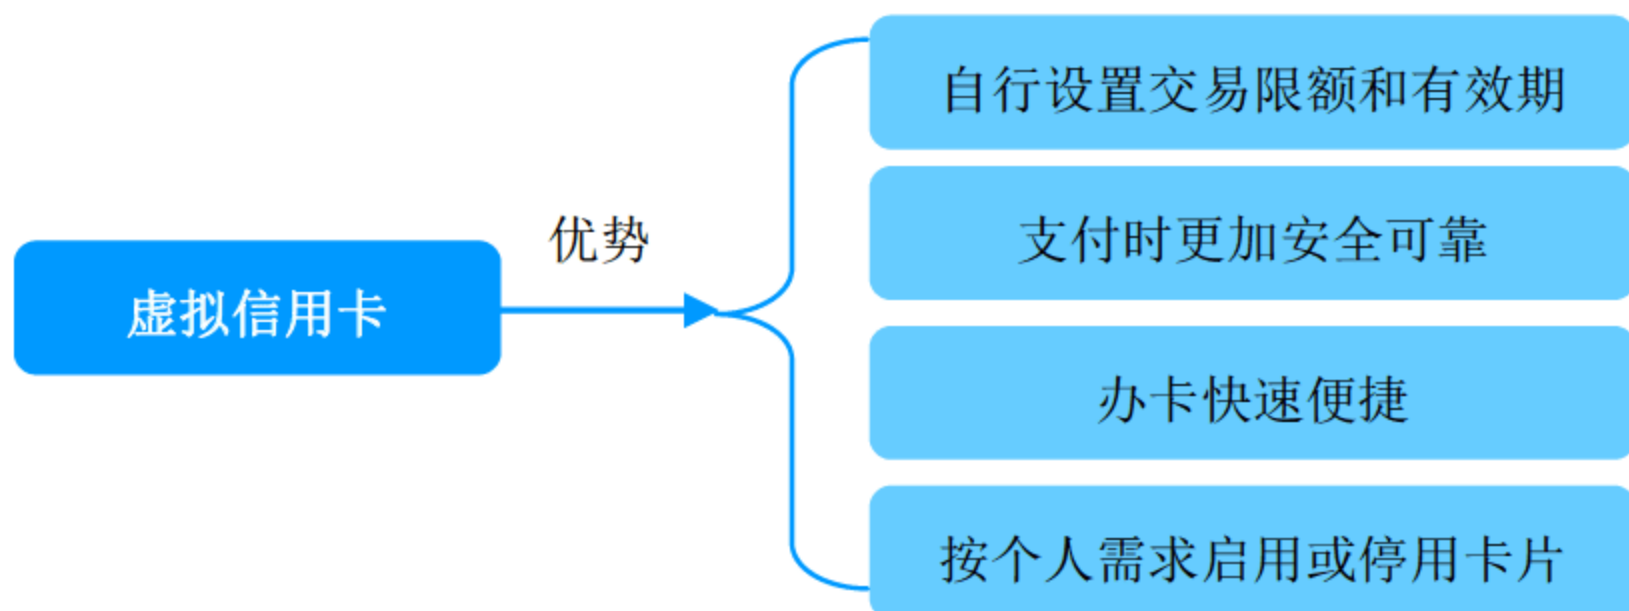 虚拟信用卡
优势
自行设置交易限额和有效期
支付时更加安全可靠
办卡快速便捷
按个人需求启用或停用卡片